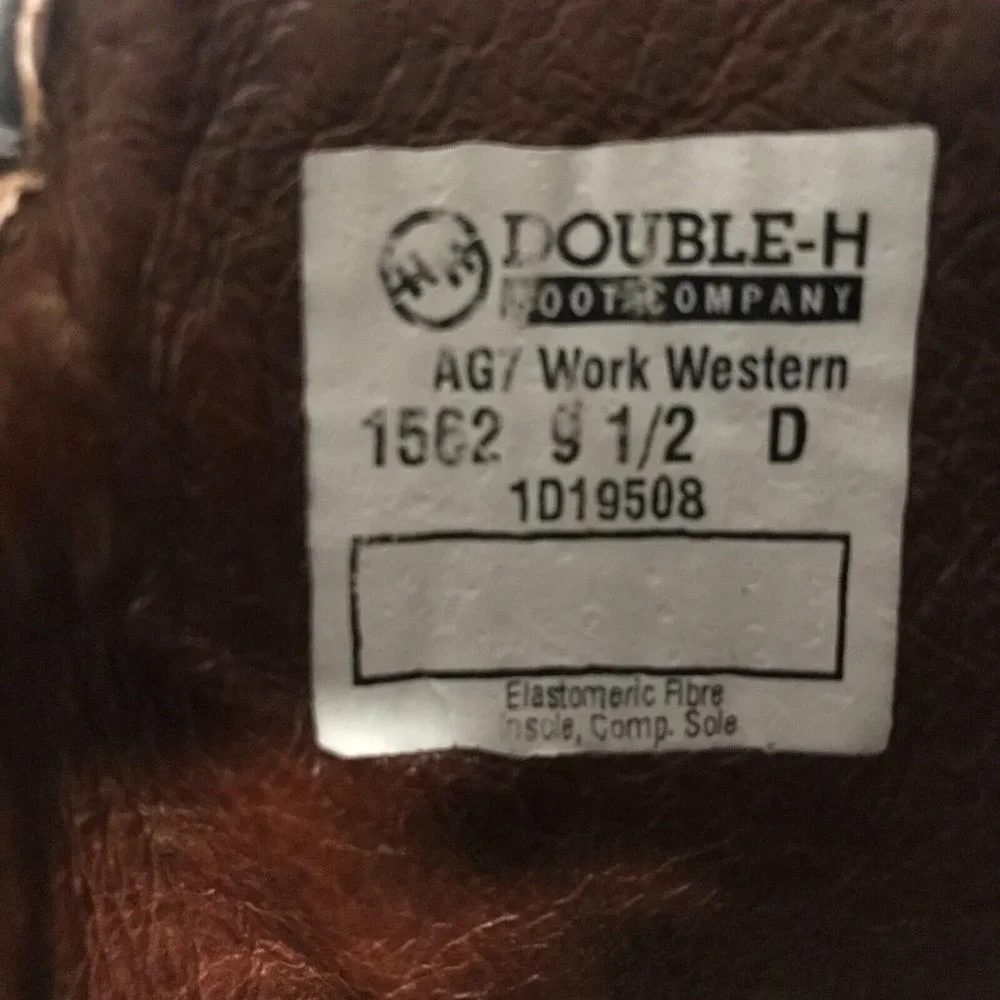 DOUBLE-H
BOOT COMPANY
AG7 Work Western
1562 9 1/2 D
1D19508
Elastomeric Fibre
Insole, Comp. Sole